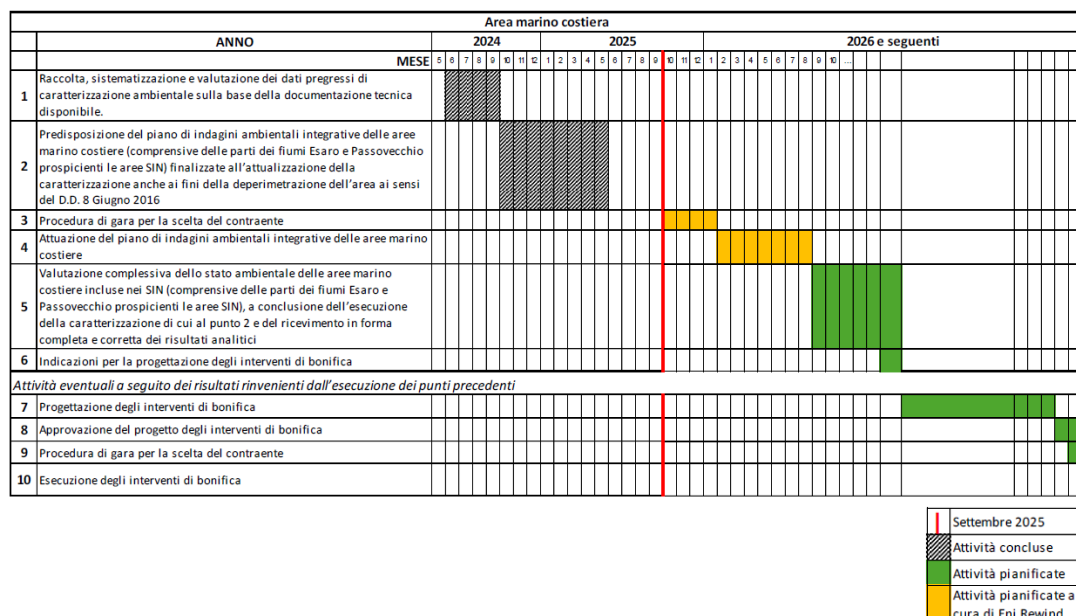 Area marino costiera
ANNO 2024 2025 2026 e seguenti
MESE 5 6 7 8 9 10 11 12 1 2 3 4 5 6 7 8 9 10 11 12 1 2 3 4 5 6 7 8 9 10 ...
1 Raccolta, sistematizzazione e valutazione dei dati pregressi di
caratterizzazione ambientale sulla base della documentazione tecnica
disponibile.
2 Predisposizione del piano di indagini ambientali integrative delle aree
marino costiere (comprensive delle parti dei fiumi Esaro e Passovecchio
prospicienti le aree SIN) finalizzate all'attualizzazione della
caratterizzazione anche ai fini della deperimetrazione dell'area ai sensi
del D.D. 8 Giugno 2016
3 Procedura di gara per la scelta del contraente
4 Attuazione del piano di indagini ambientali integrative delle aree marino
costiere
5 Valutazione complessiva dello stato ambientale delle aree marino
costiere incluse nei SIN (comprensive delle parti dei fiumi Esaro e
Passovecchio prospicienti le aree SIN), a conclusione dell'esecuzione
della caratterizzazione di cui al punto 2 e del ricevimento in forma
completa e corretta dei risultati analitici
6 Indicazioni per la progettazione degli interventi di bonifica
Attività eventuali a seguito dei risultati rinvenienti dall'esecuzione dei punti precedenti
7 Progettazione degli interventi di bonifica
8 Approvazione del progetto degli interventi di bonifica
9 Procedura di gara per la scelta del contraente
10 Esecuzione degli interventi di bonifica
Settembre 2025
Attività concluse
Attività pianificate
Attività pianificate a
cura di Eni Rewind